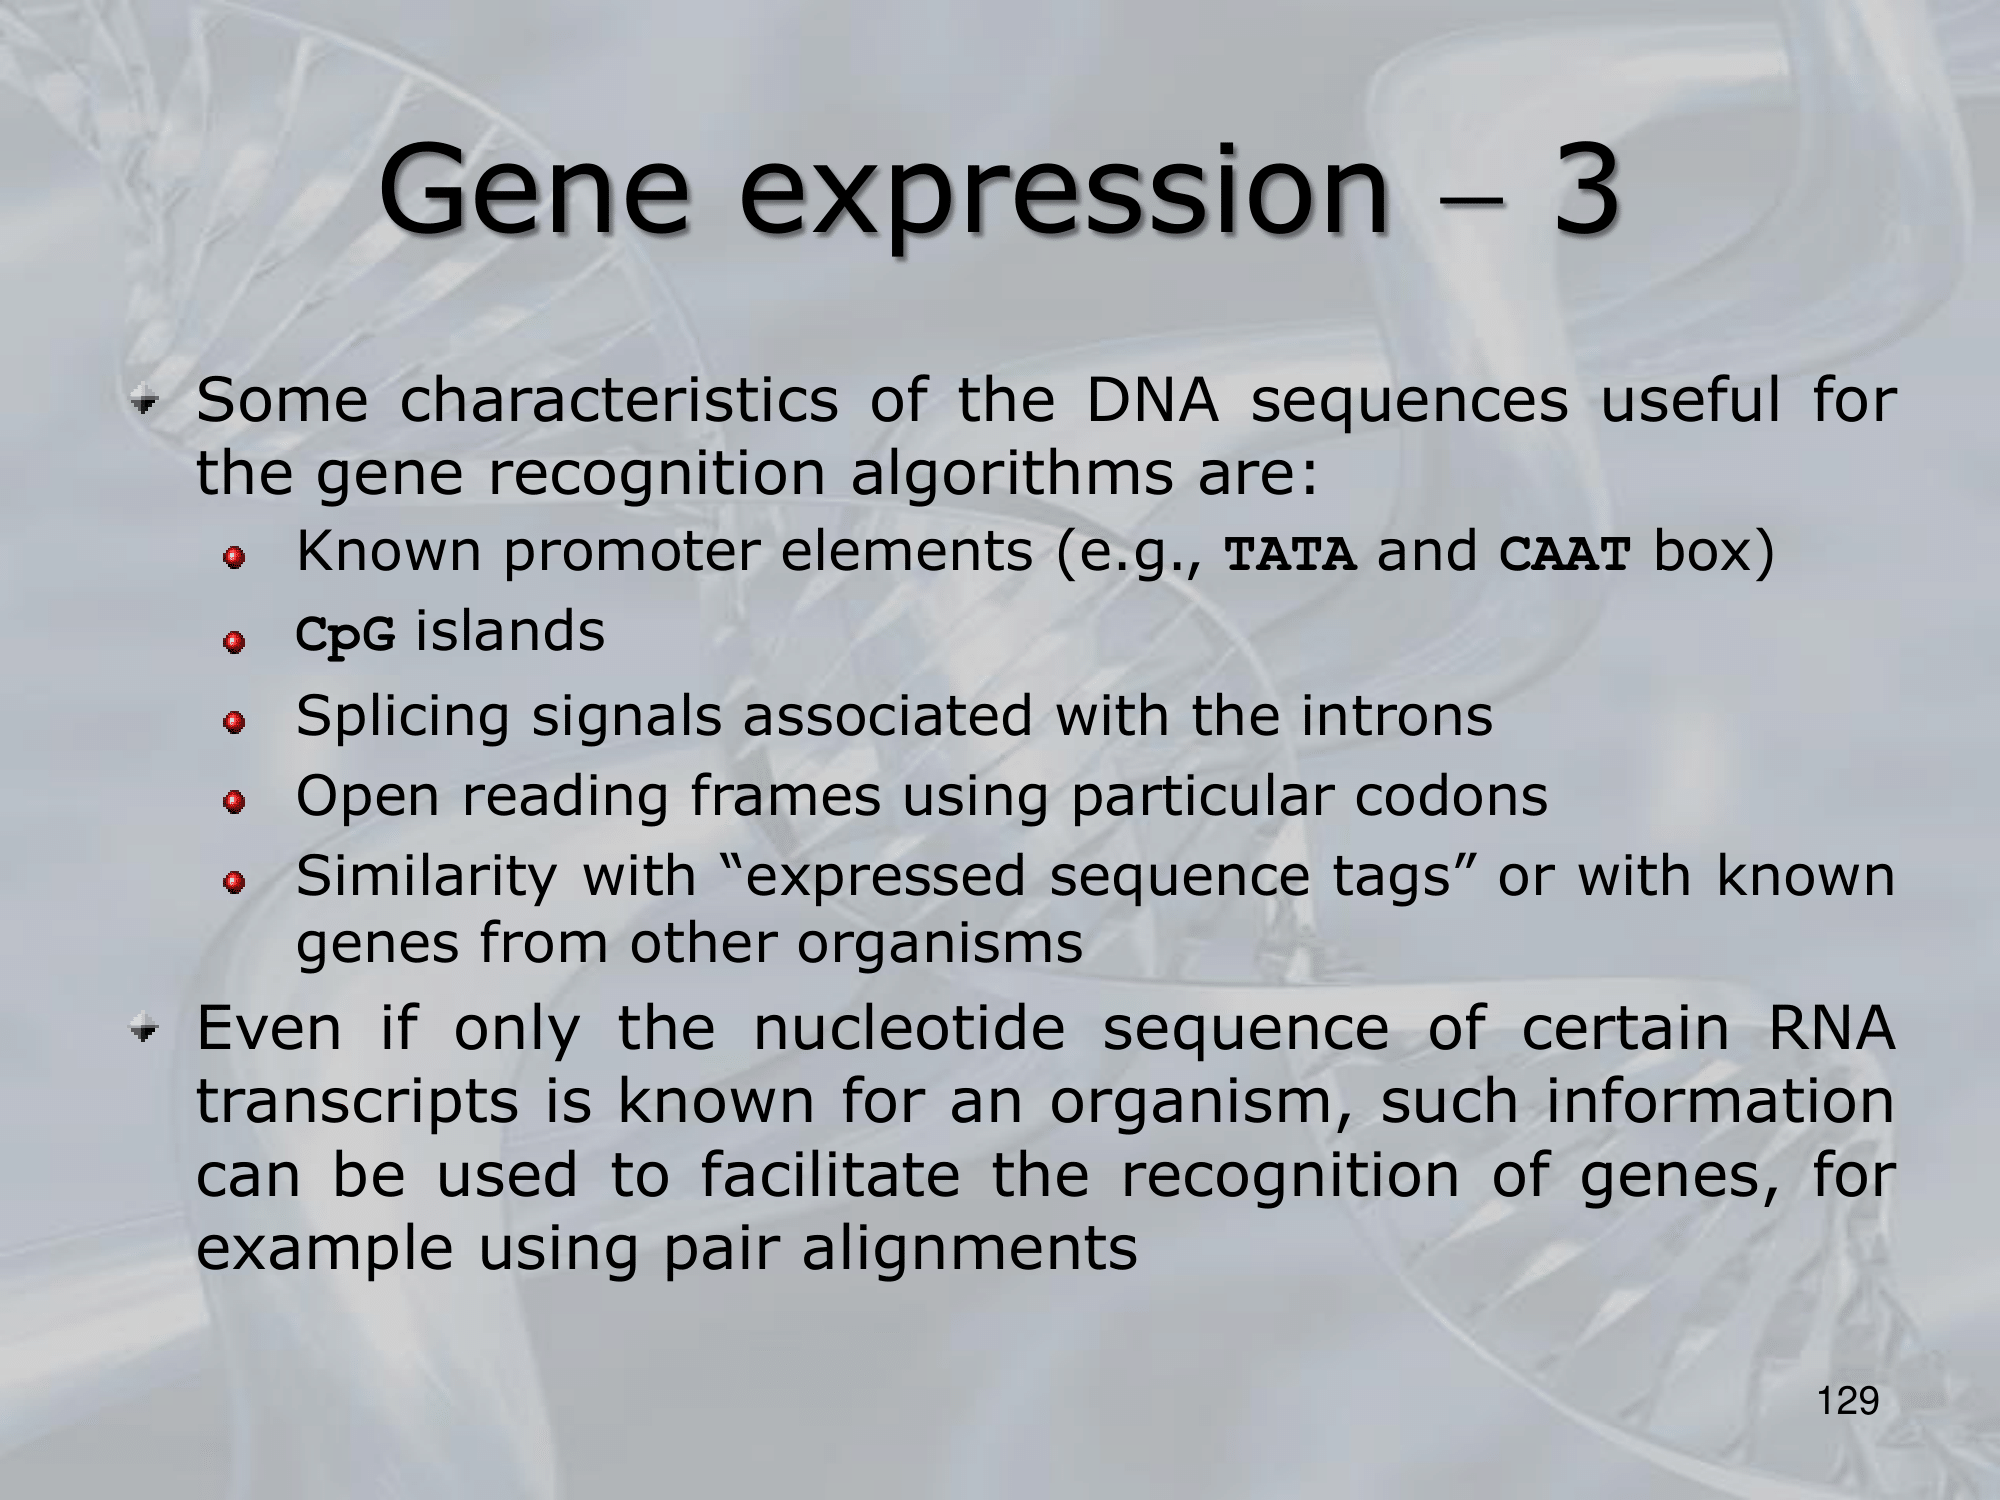 Gene expression – 3
Some characteristics of the DNA sequences useful for
the gene recognition algorithms are:
Known promoter elements (e.g., TATA and CAAT box)
CpG islands
Splicing signals associated with the introns
Open reading frames using particular codons
Similarity with “expressed sequence tags” or with known
genes from other organisms
Even if only the nucleotide sequence of certain RNA
transcripts is known for an organism, such information
can be used to facilitate the recognition of genes, for
example using pair alignments
129